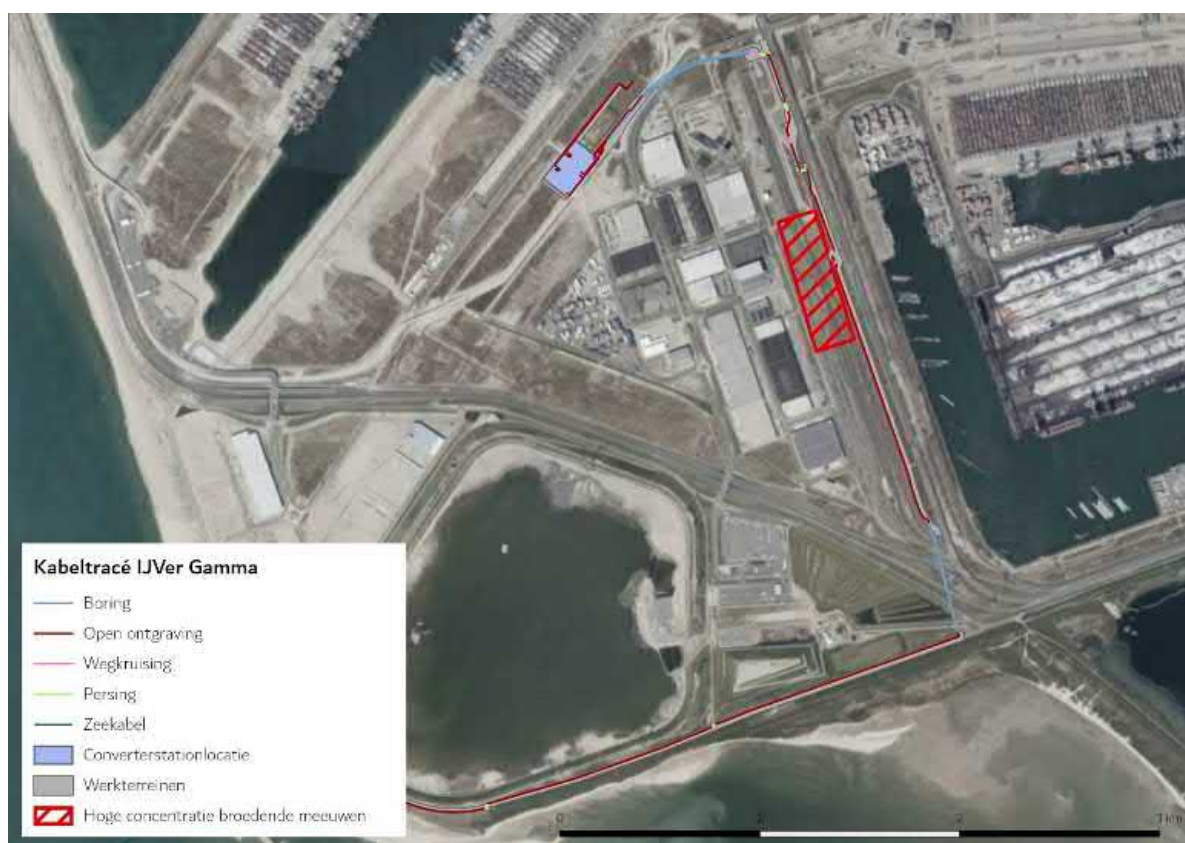 Kabeltracé IJVer Gamma
Boring
Open ontgraving
Wegkruising
Persing
Zeekabel
Converterstationlocatie
Werkterreinen
Hoge concentratie broedende meeuwen
0 1 2 3 km